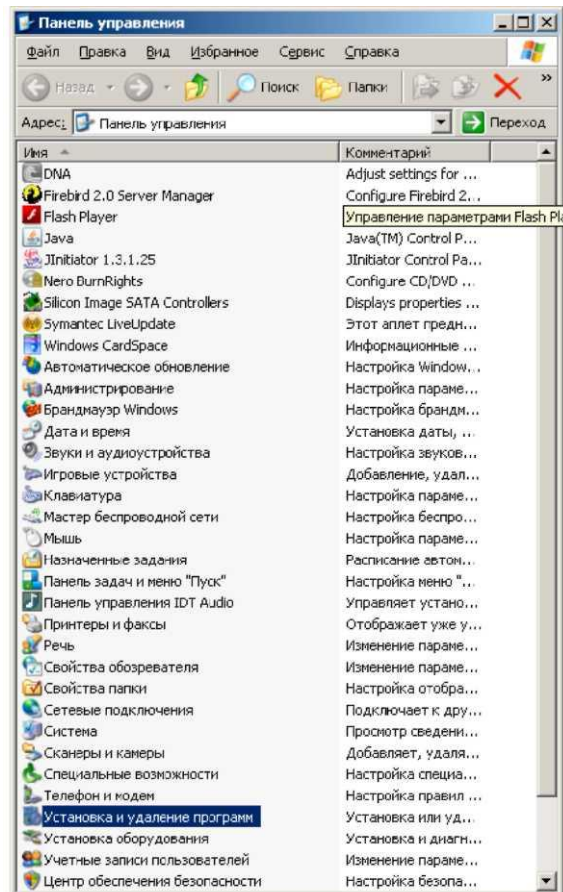 Панель управления
Файл Правка Вид Избранное Сервис Справка
Назад Поиск Папки »
Адрес: Панель управления Переход
Имя Комментарий
DNA Adjust settings for ...
Firebird 2.0 Server Manager Configure Firebird 2...
Flash Player Управление параметрами Flash Pla
Java Java(TM) Control P...
JInitiator 1.3.1.25 JInitiator Control Pa...
Nero BurnRights Configure CD/DVD ...
Silicon Image SATA Controllers Displays properties ...
Symantec LiveUpdate Этот апплет предн...
Windows CardSpace Информационные ...
Автоматическое обновление Настройка Window...
Администрирование Настройка параме...
Брандмауэр Windows Настройка брандм...
Дата и время Установка даты, ...
Звуки и аудиоустройства Настройка звуков...
Игровые устройства Добавление, удал...
Клавиатура Настройка параме...
Мастер беспроводной сети Настройка беспро...
Мышь Настройка параме...
Назначенные задания Расписание автом...
Панель задач и меню "Пуск" Настройка меню "...
Панель управления IDT Audio Управляет устано...
Принтеры и факсы Отображает уже у...
Речь Изменение параме...
Свойства обозревателя Изменение параме...
Свойства папки Настройка отобра...
Сетевые подключения Подключает к дру...
Система Просмотр сведени...
Сканеры и камеры Добавляет, удаля...
Специальные возможности Настройка специа...
Телефон и модем Настройка правил ...
Установка и удаление программ Установка или уд...
Установка оборудования Установка и диагн...
Учетные записи пользователей Изменение параме...
Центр обеспечения безопасности Настройка безопа...